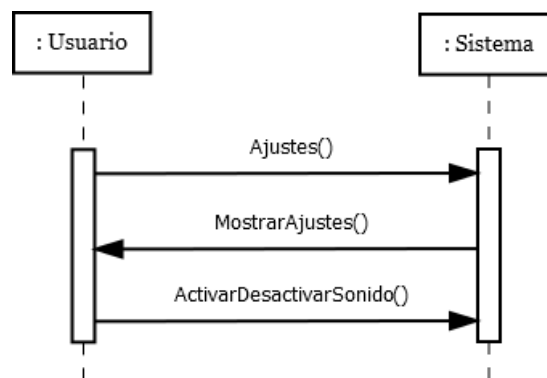 : Usuario
: Sistema
Ajustes()
MostrarAjustes()
ActivarDesactivarSonido()